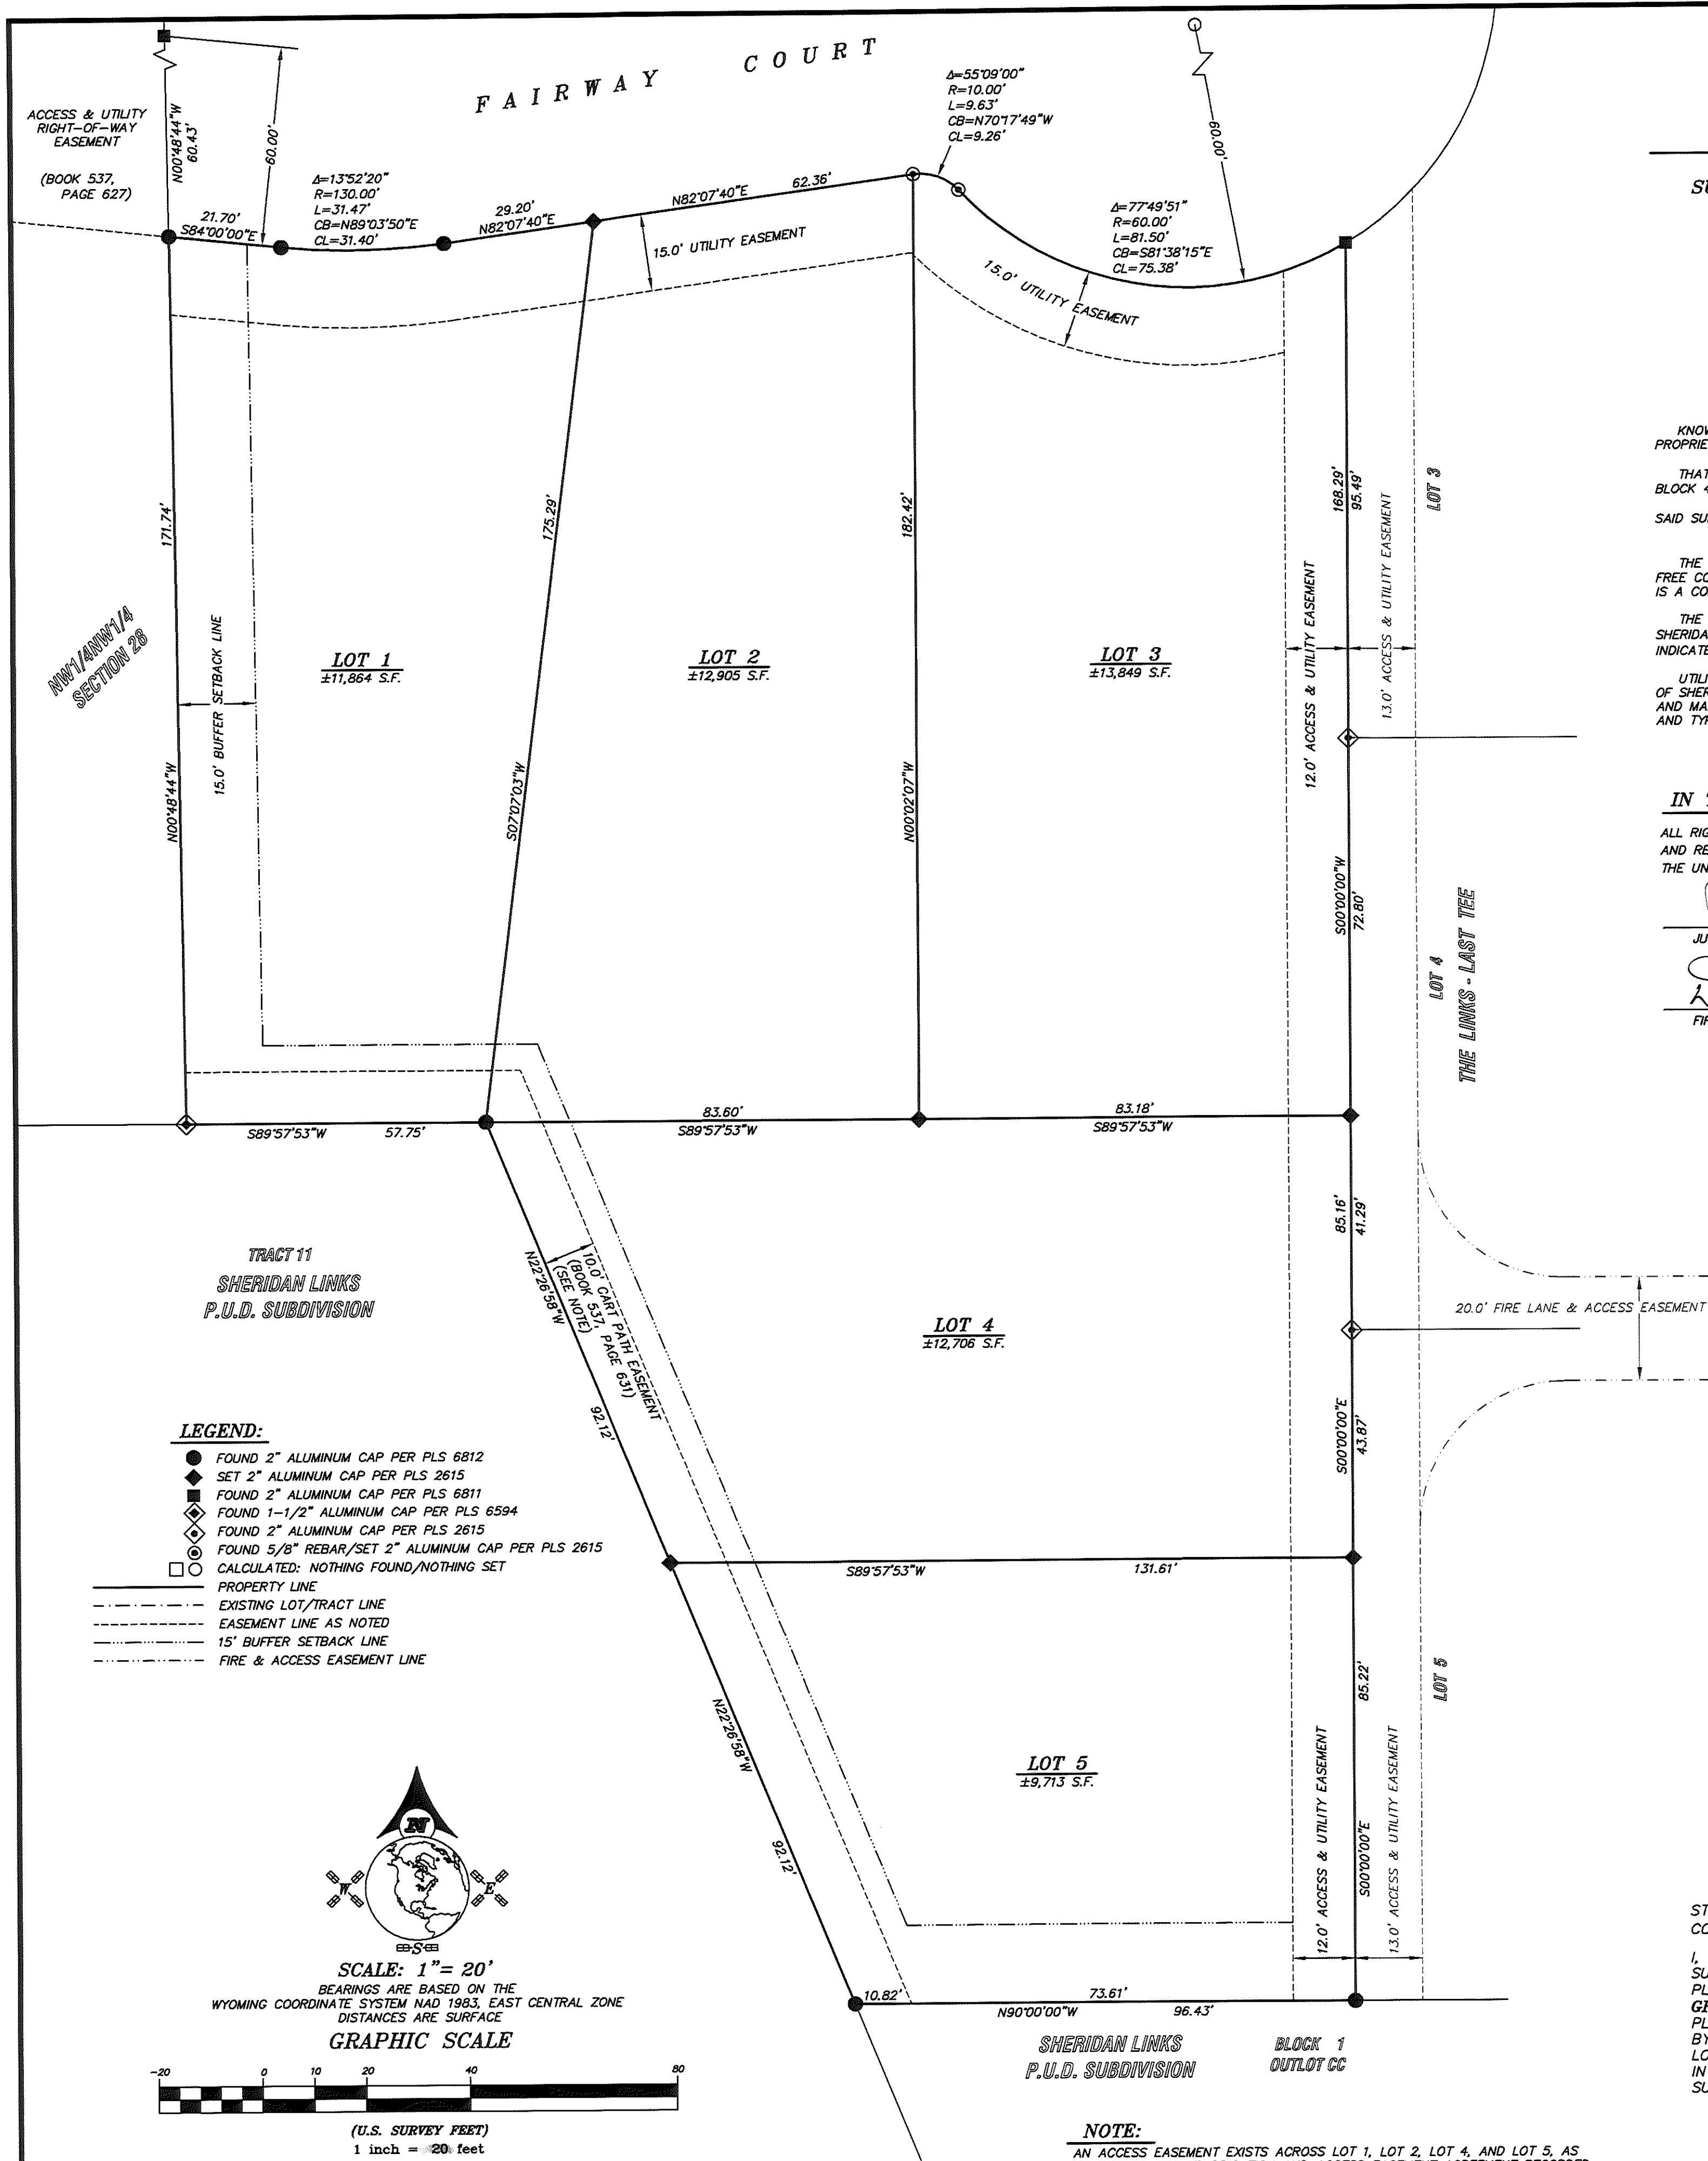 FAIRWAY COURT
ACCESS & UTILITY
RIGHT-OF-WAY
EASEMENT
(BOOK 537,
PAGE 627)
N00°48'44"W
60.43'
60.00'
Δ=13°52'20"
R=130.00'
L=31.47'
CB=N89°03'50"E
CL=31.40'
21.70'
S84°00'00"E
29.20'
N82°07'40"E
N82°07'40"E
62.36'
15.0' UTILITY EASEMENT
Δ=55°09'00"
R=10.00'
L=9.63'
CB=N70°17'49"W
CL=9.26'
60.00'
Δ=77°49'51"
R=60.00'
L=81.50'
CB=S81°38'15"E
CL=75.38'
15.0' UTILITY EASEMENT
171.74'
N00°48'44"W
15.0' BUFFER SETBACK LINE
175.29'
S07°07'03"W
182.42'
N00°02'07"W
168.29'
95.49'
12.0' ACCESS & UTILITY EASEMENT
13.0' ACCESS & UTILITY EASEMENT
LOT 3
NW1/4NW1/4
SECTION 28
LOT 1
±11,864 S.F.
LOT 2
±12,905 S.F.
LOT 3
±13,849 S.F.
S00°00'00"W
72.80'
LOT 4
THE LINKS - LAST TEE
S89°57'53"W
57.75'
83.60'
S89°57'53"W
83.18'
S89°57'53"W
85.16'
41.29'
TRACT 11
SHERIDAN LINKS
P.U.D. SUBDIVISION
N22°26'58"W
92.12'
10.0' CART PATH EASEMENT
(BOOK 537, PAGE 631)
(SEE NOTE)
LOT 4
±12,706 S.F.
20.0' FIRE LANE & ACCESS EASEMENT
S00°00'00"E
43.87'
LEGEND:
FOUND 2" ALUMINUM CAP PER PLS 6812
SET 2" ALUMINUM CAP PER PLS 2615
FOUND 2" ALUMINUM CAP PER PLS 6811
FOUND 1-1/2" ALUMINUM CAP PER PLS 6594
FOUND 2" ALUMINUM CAP PER PLS 2615
FOUND 5/8" REBAR/SET 2" ALUMINUM CAP PER PLS 2615
CALCULATED: NOTHING FOUND/NOTHING SET
PROPERTY LINE
EXISTING LOT/TRACT LINE
EASEMENT LINE AS NOTED
15' BUFFER SETBACK LINE
FIRE & ACCESS EASEMENT LINE
S89°57'53"W
131.61'
N22°26'58"W
92.12'
LOT 5
±9,713 S.F.
85.22'
S00°00'00"E
LOT 5
12.0' ACCESS & UTILITY EASEMENT
13.0' ACCESS & UTILITY EASEMENT
N
W
E
S
SCALE: 1"= 20'
BEARINGS ARE BASED ON THE
WYOMING COORDINATE SYSTEM NAD 1983, EAST CENTRAL ZONE
DISTANCES ARE SURFACE
GRAPHIC SCALE
-20 0 10 20 40 80
(U.S. SURVEY FEET)
1 inch = 20 feet
10.82'
73.61'
N90°00'00"W
96.43'
SHERIDAN LINKS
P.U.D. SUBDIVISION
BLOCK 1
OUTLOT CC
NOTE:
AN ACCESS EASEMENT EXISTS ACROSS LOT 1, LOT 2, LOT 4, AND LOT 5, AS
THAT
BLOCK 4
THE
IS A CO
THE
AND MA
IN
AND RE